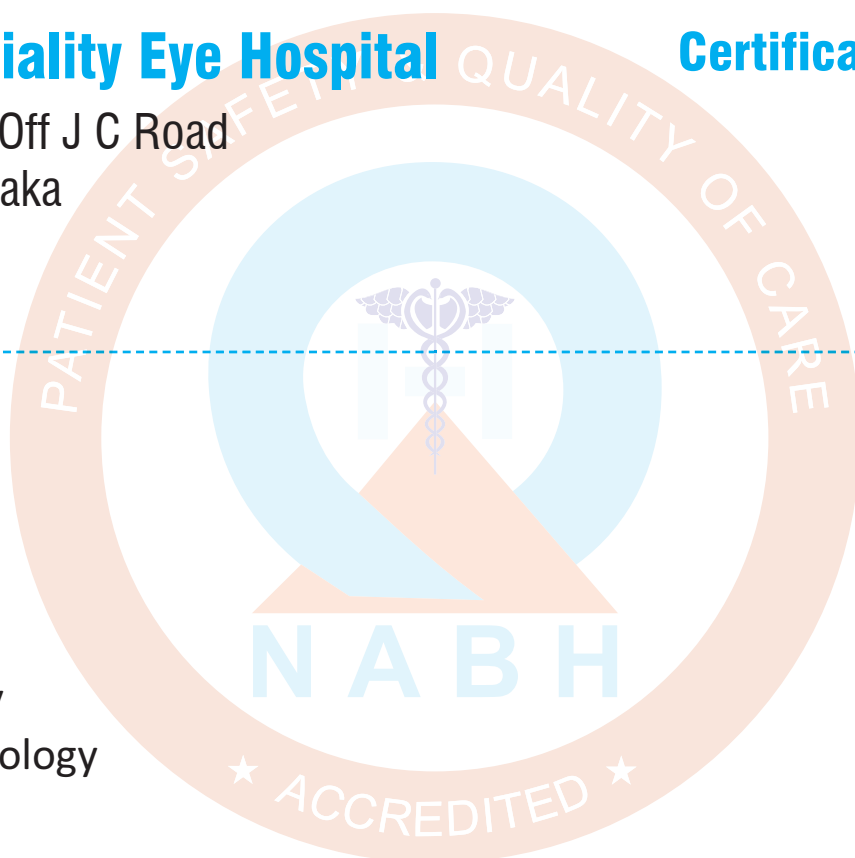 iality Eye Hospital
Certifica
Off J C Road
aka
PATIENT SAFETY & QUALITY OF CARE
H
NABH
y
ology
★ ACCREDITED ★